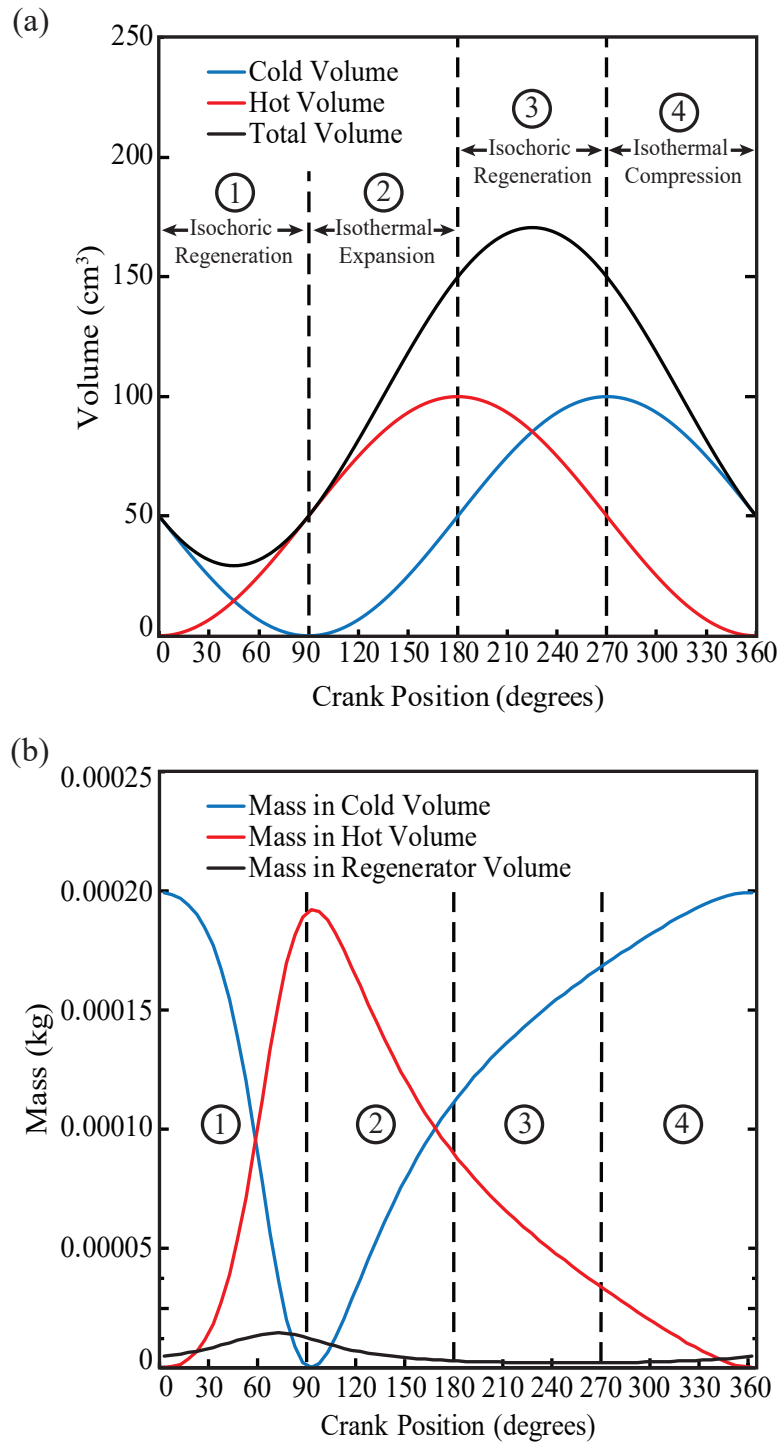 (a)
250
200
150
100
50
0
Volume (cm³)
Cold Volume
Hot Volume
Total Volume
1
Isochoric
Regeneration
2
Isothermal
Expansion
3
Isochoric
Regeneration
4
Isothermal
Compression
0 30 60 90 120 150 180 210 240 270 300 330 360
Crank Position (degrees)
(b)
0.00025
0.00020
0.00015
0.00010
0.00005
0
Mass (kg)
Mass in Cold Volume
Mass in Hot Volume
Mass in Regenerator Volume
1
2
3
4
0 30 60 90 120 150 180 210 240 270 300 330 360
Crank Position (degrees)